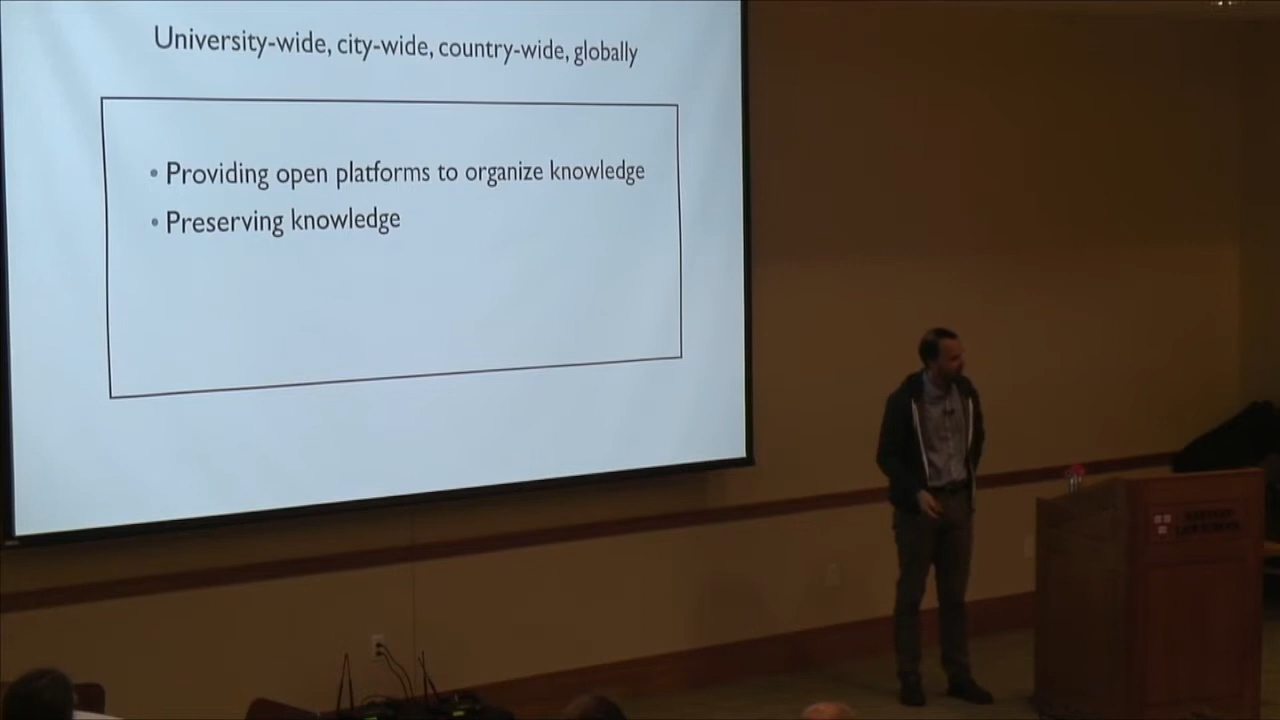 University-wide, city-wide, country-wide, globally
• Providing open platforms to organize knowledge
• Preserving knowledge